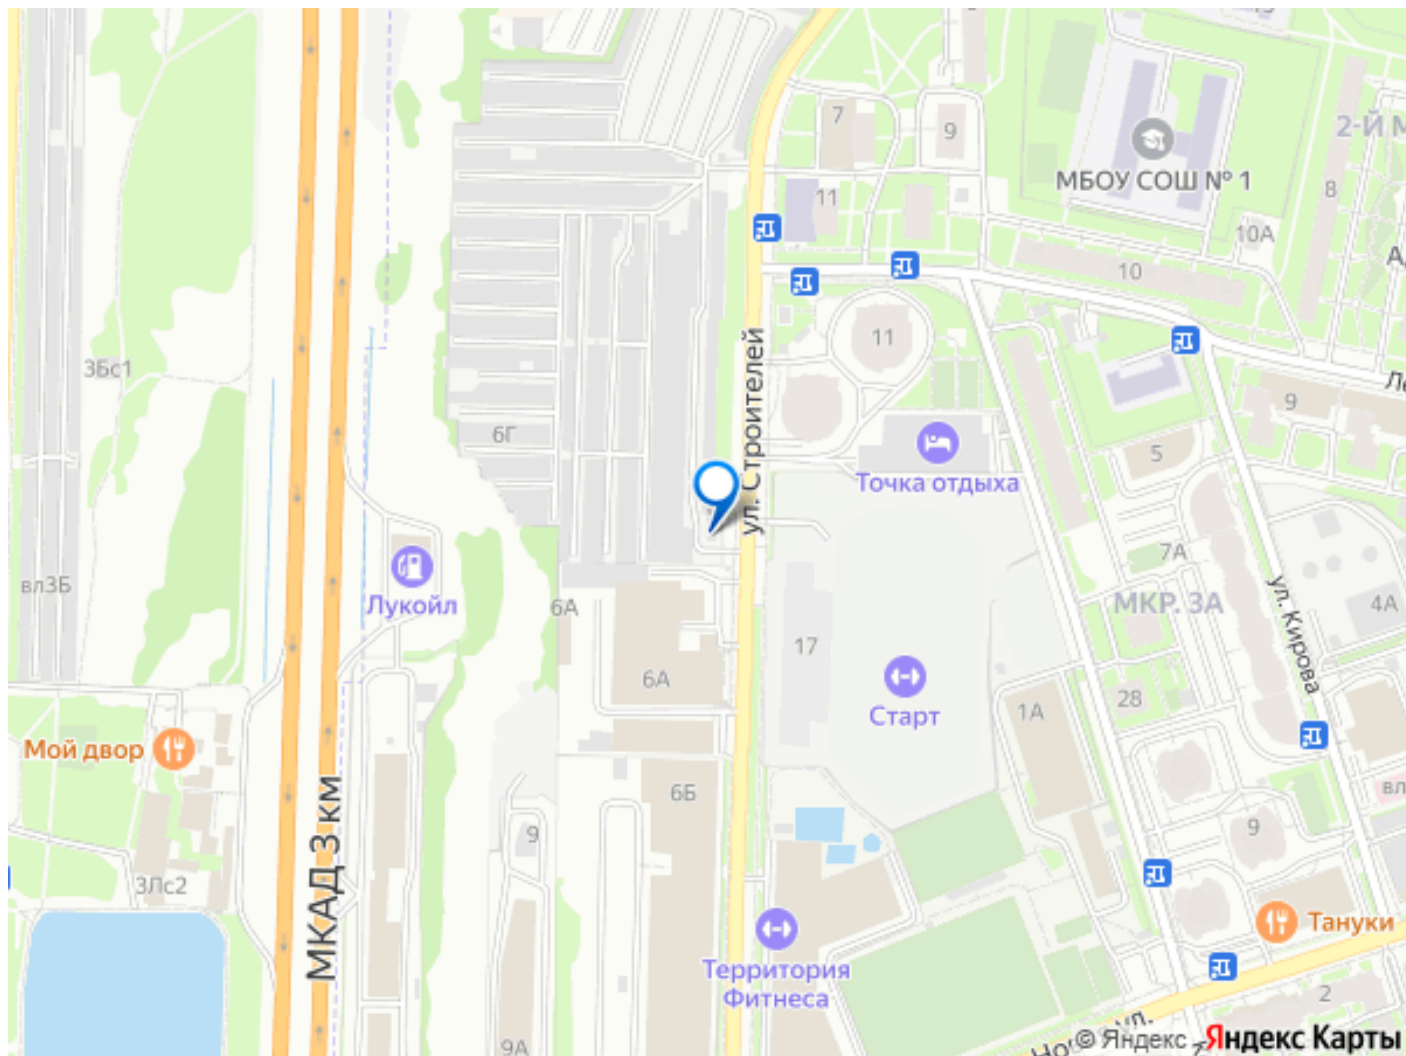 7
9
2-Й М
МБОУ СОШ № 1
8
11
10А
10
11
ул. Строителей
3Бс1
9
6Г
5
Точка отдыха
7А
вл3Б
Лукойл
6А
МКР. 3А
ул. Кирова
4А
17
6А
28
Старт
1А
Мой двор
МКАД 3 км
6Б
вл
9
9
3Лс2
Тануки
Территория
Фитнеса
2
9А
© Яндекс
Яндекс Карты